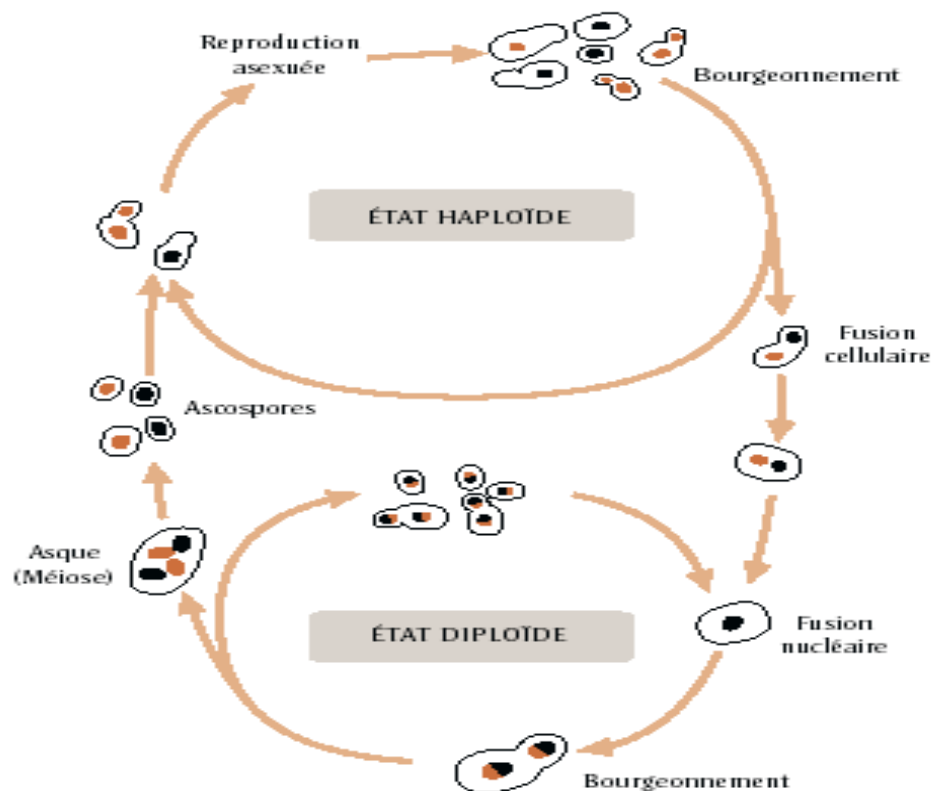 Reproduction
asexuée
Bourgeonnement
ÉTAT HAPLOÏDE
Fusion
cellulaire
Ascospores
Asque
(Méiose)
ÉTAT DIPLOÏDE
Fusion
nucléaire
Bourgeonnement